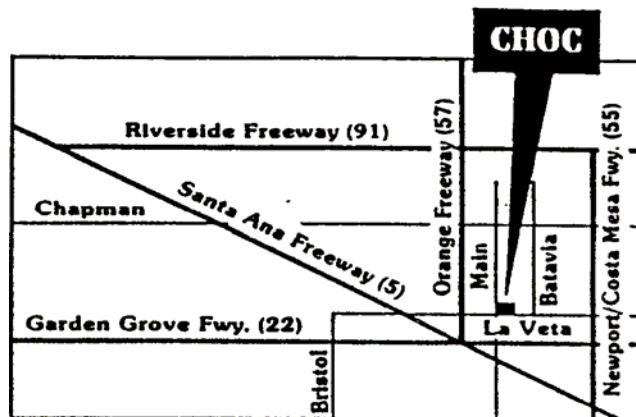 CHOC
Riverside Freeway (91)
Orange Freeway (57)
Newport/Costa Mesa Fwy. (55)
Santa Ana Freeway (5)
Chapman
Main
Batavia
Garden Grove Fwy. (22)
La Veta
Bristol